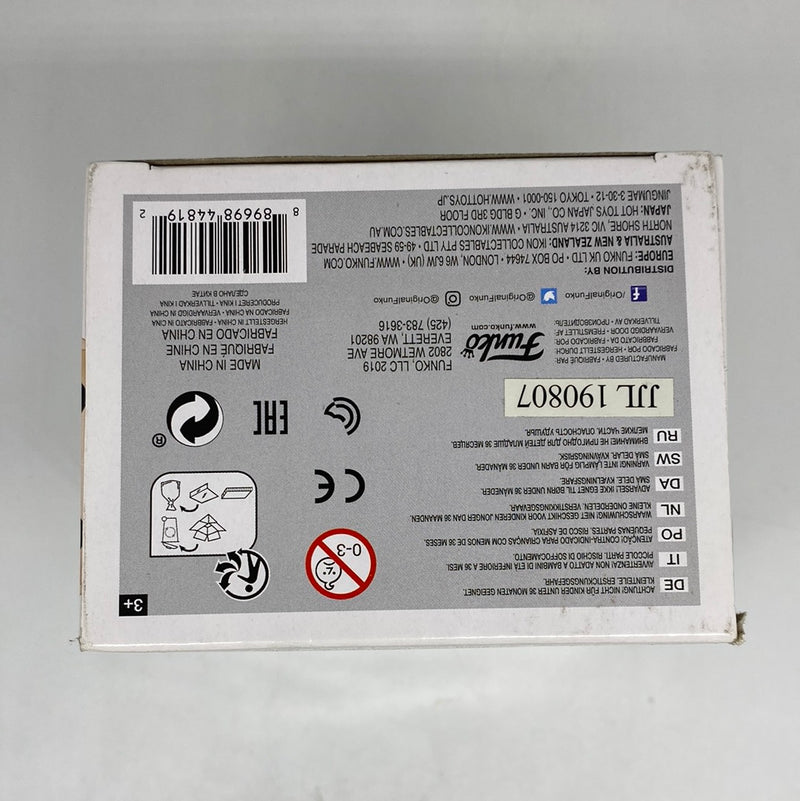 DE ACHTUNG! NICHT FÜR KINDER UNTER 36 MONATEN GEEIGNET.
KLEINTEILE. ERSTICKUNGSGEFAHR.
IT AVVERTENZA! NON ADATTO A BAMBINI DI ETÀ INFERIORE A 36 MESI.
PICCOLE PARTI. RISCHIO DI SOFFOCAMENTO.
PO ATENÇÃO! CONTRA-INDICADO PARA CRIANÇAS COM MENOS DE 36 MESES.
PEQUENAS PARTES. RISCO DE ASFIXIA.
NL WAARSCHUWING! NIET GESCHIKT VOOR KINDEREN JONGER DAN 36 MAANDEN.
KLEINE ONDERDELEN. VERSTIKKINGSGEVAAR.
DA ADVARSEL! IKKE EGNET TIL BØRN UNDER 36 MÅNEDER.
SMÅ DELE. KVÆLNINGSFARE.
SW VARNING! INTE LÄMPLIG FÖR BARN UNDER 36 MÅNADER.
SMÅ DELAR. KVÄVNINGSRISK.
RU ВНИМАНИЕ! НЕ ПРИГОДНО ДЛЯ ДЕТЕЙ МЛАДШЕ 36 МЕСЯЦЕВ.
МЕЛКИЕ ЧАСТИ. ОПАСНОСТЬ УДУШЬЯ.
0-3
3+
CE
EAC
®
JJL 190807
FABRIQUÉ PAR:
FABRICADO POR • HERGESTELLT DURCH:
FABBRICATO DA • FABRICADO POR:
VERVAARDIGD DOOR • FREMSTILLET AF:
TILLVERKAD AV • ПРОИЗВОДИТЕЛЬ:
Funko
www.funko.com
FUNKO, LLC 2019
2802 WETMORE AVE
EVERETT, WA 98201
(425) 783-3616
MADE IN CHINA
FABRIQUÉ EN CHINE
FABRICADO EN CHINA
HERGESTELLT IN CHINA • FABBRICATO IN CINA
FABRICADO NA CHINA • VERVAARDIGD IN CHINA
PRODUCERET I KINA • TILLVERKAD I KINA
СДЕЛАНО В КИТАЕ
/OriginalFunko @OriginalFunko @OriginalFunko
DISTRIBUTION BY:
EUROPE: FUNKO UK LTD • PO BOX 74644 • LONDON, W6 6JW (UK) • WWW.FUNKO.COM
AUSTRALIA & NEW ZEALAND: IKON COLLECTABLES PTY LTD • 49-59 SEABEACH PARADE
NORTH SHORE, VIC 3214 AUSTRALIA • WWW.IKONCOLLECTABLES.COM.AU
JAPAN: HOT TOYS JAPAN CO., INC. • G BLDG 3RD FLOOR
JINGUMAE 3-30-12 • TOKYO 150-0001 • WWW.HOTTOYS.JP
8 89698 44819 2